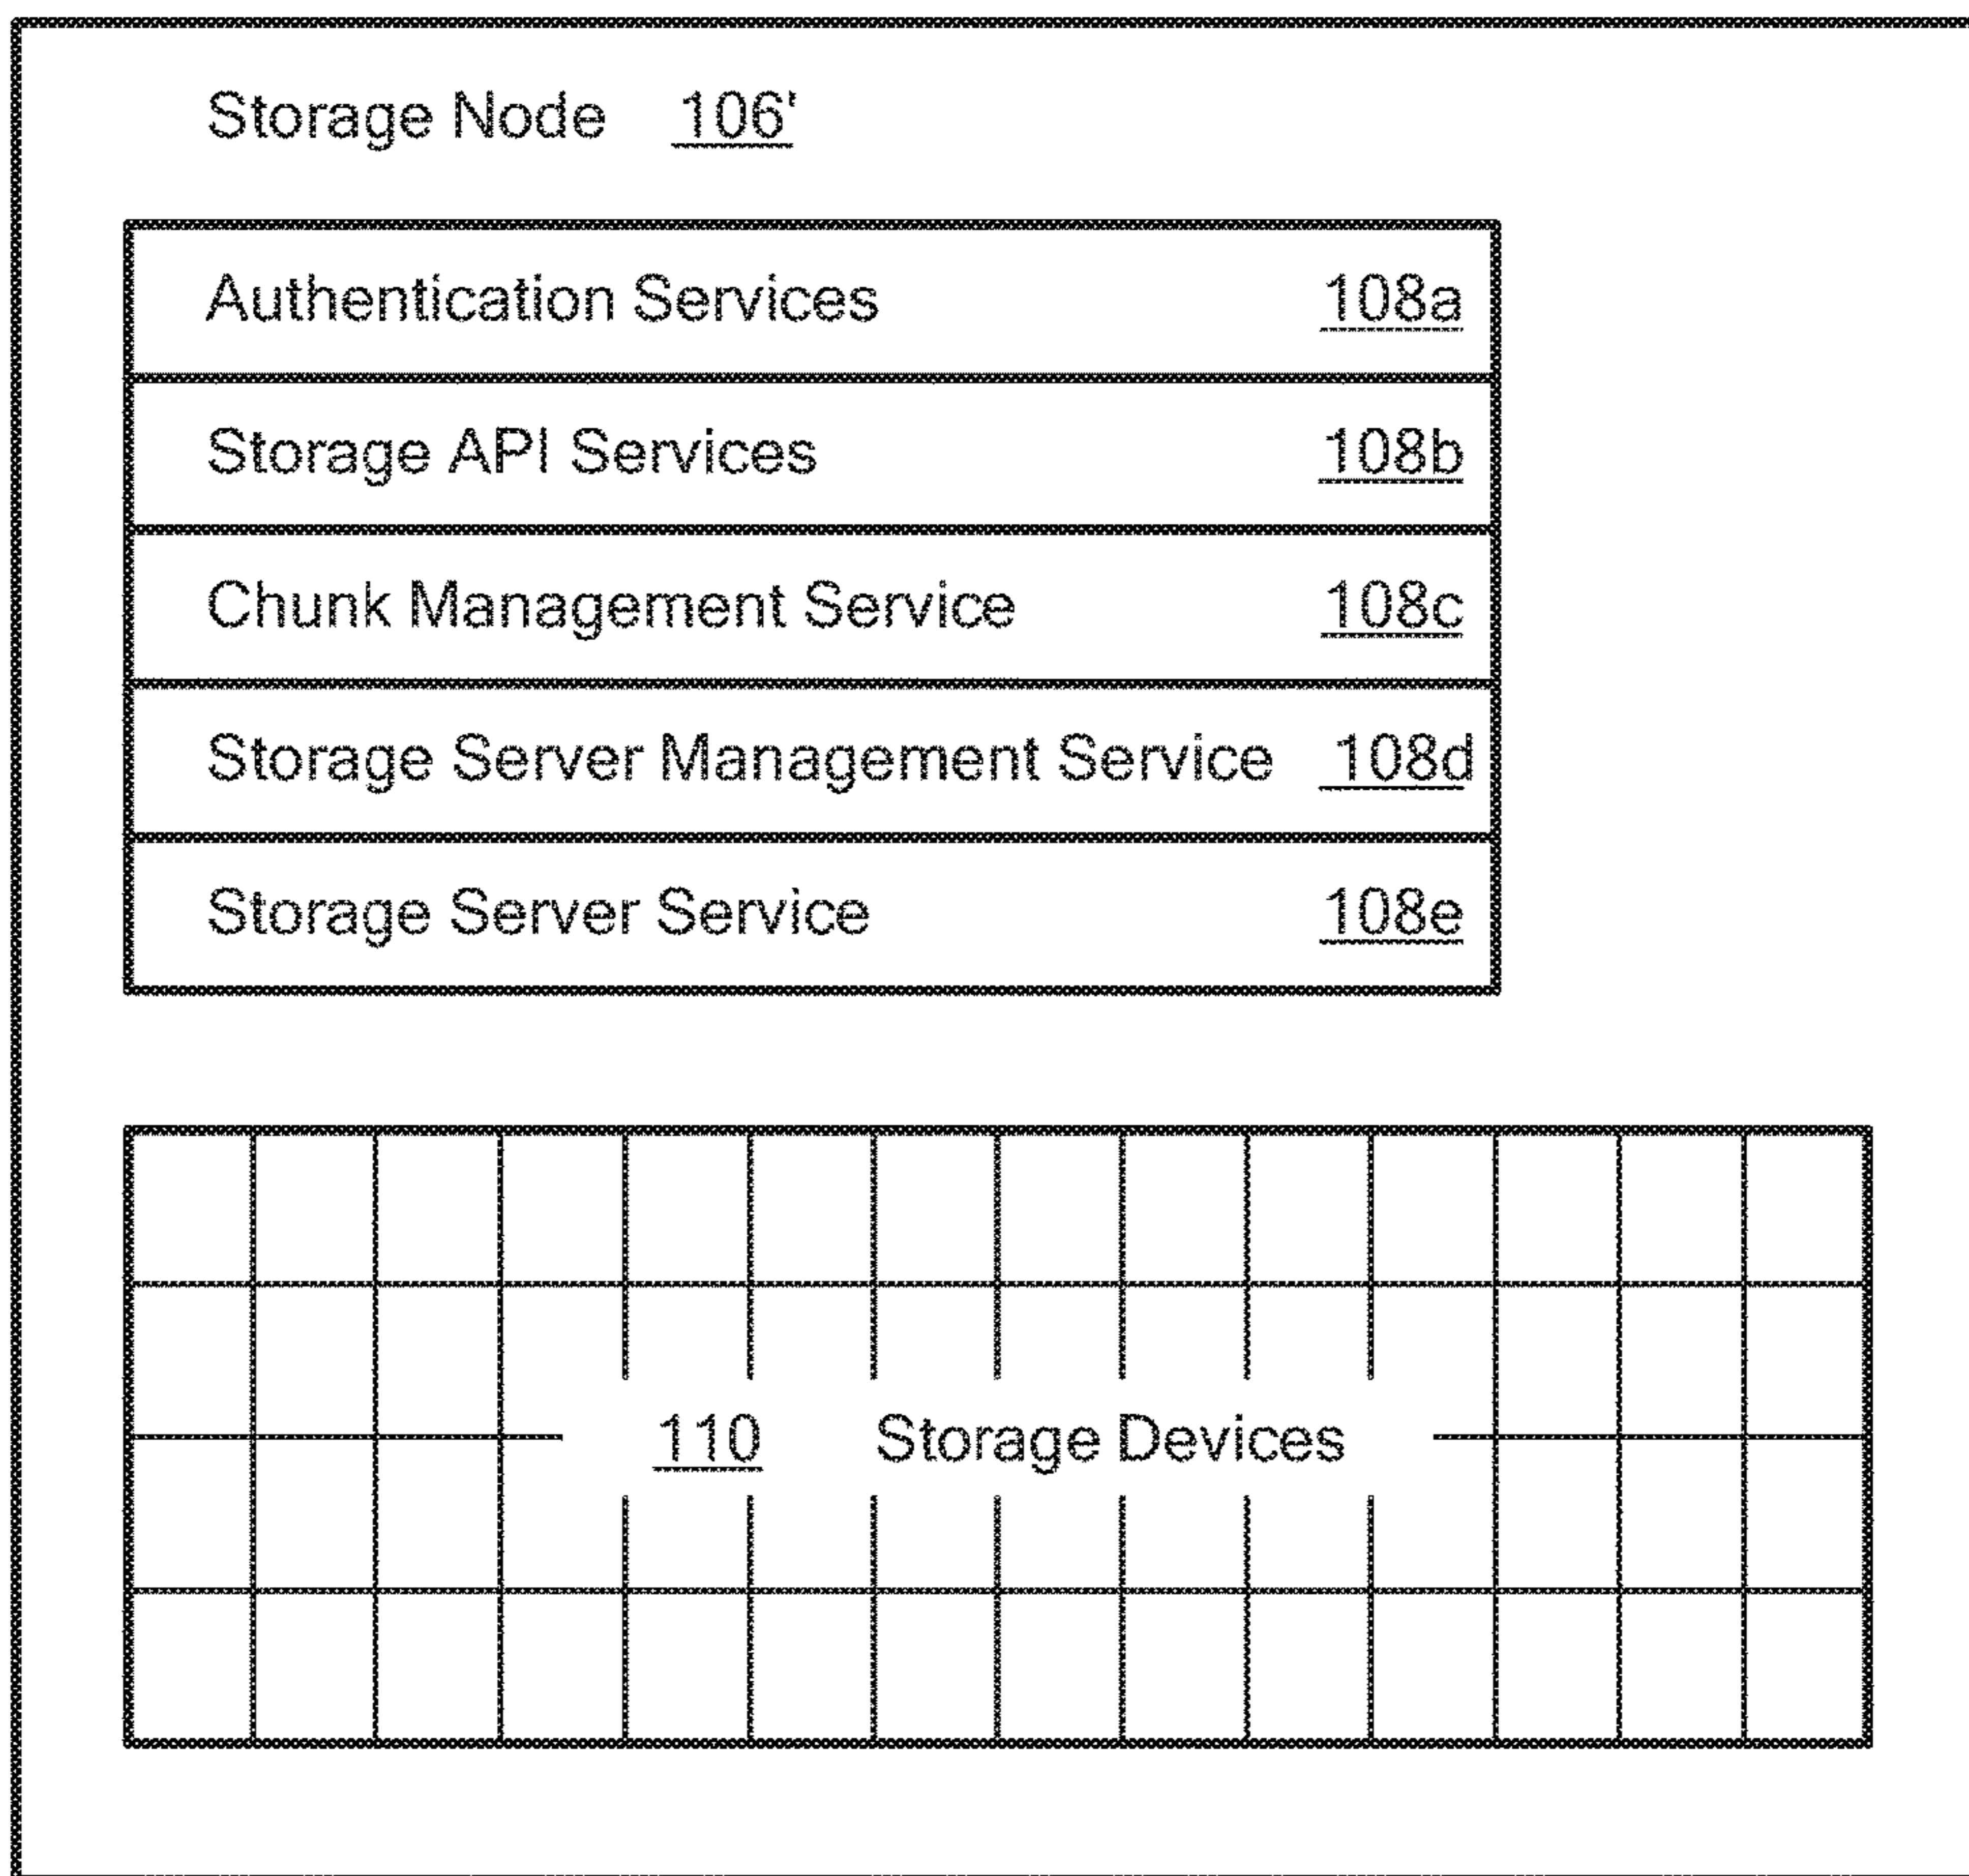 Storage Node 106'
Authentication Services 108a
Storage API Services 108b
Chunk Management Service 108c
Storage Server Management Service 108d
Storage Server Service 108e
110 Storage Devices